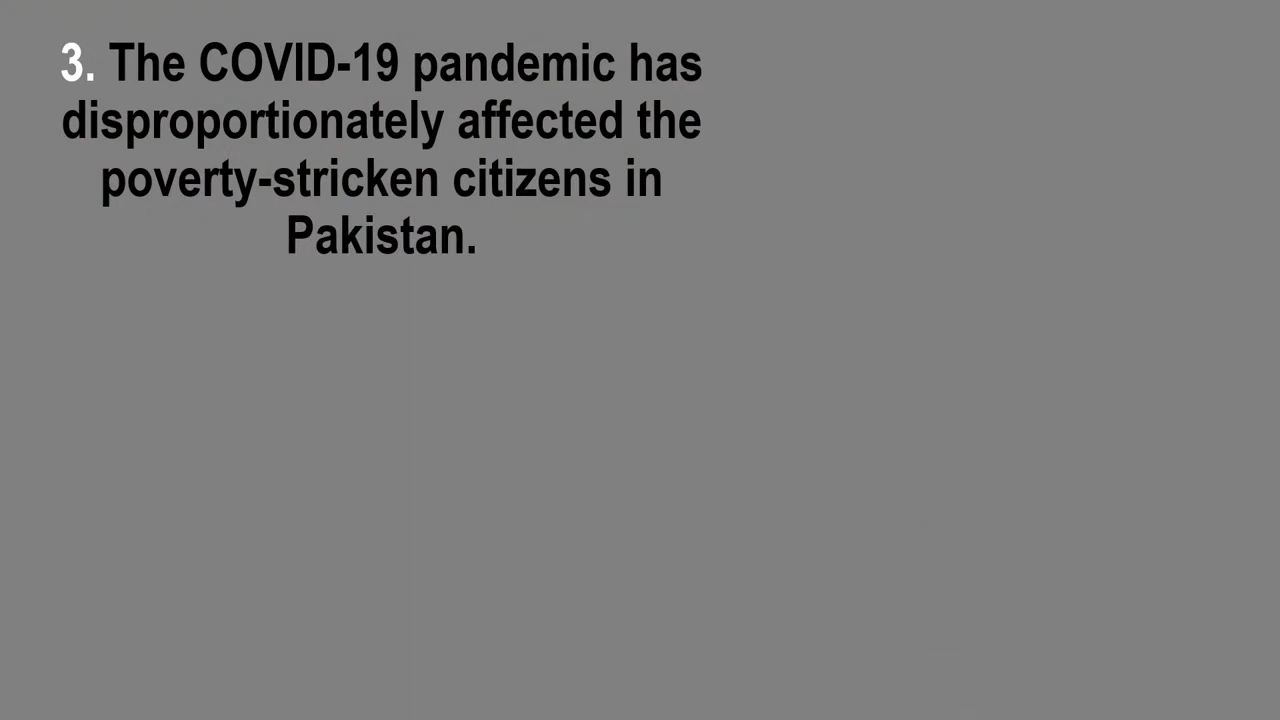 3. The COVID-19 pandemic has
disproportionately affected the
poverty-stricken citizens in
Pakistan.